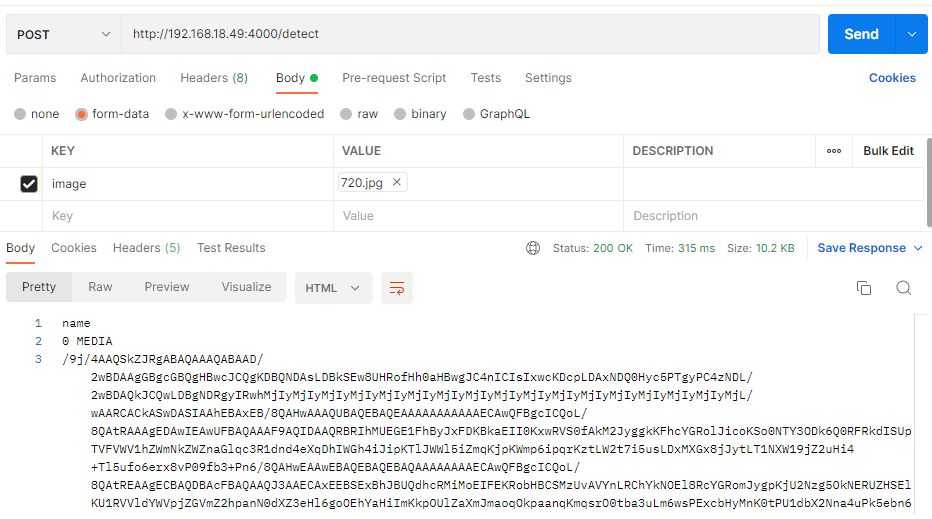 POST http://192.168.18.49:4000/detect Send
Params Authorization Headers (8) Body Pre-request Script Tests Settings Cookies
none form-data x-www-form-urlencoded raw binary GraphQL
KEY VALUE DESCRIPTION Bulk Edit
image 720.jpg
Key Value Description
Body Cookies Headers (5) Test Results Status: 200 OK Time: 315 ms Size: 10.2 KB Save Response
Pretty Raw Preview Visualize HTML
1 name
2 0 MEDIA
3 /9j/4AAQSkZJRgABAQAAAQABAAD/
2wBDAAgGBgcGBQgHBwcJCQgKDBQNDAsLDBkSEw8UHRofHh0aHBwgJC4nICIsIxwcKDcpLDAxNDQ0Hyc5PTgyPC4zNDL/
2wBDAQkJCQwLDBgNDRgyIRwhMjIyMjIyMjIyMjIyMjIyMjIyMjIyMjIyMjIyMjIyMjIyMjIyMjIyMjIyMjIyMjIyMjL/
wAARCACkASwDASIAAhEBAxEB/8QAHwAAAQUBAQEBAQEAAAAAAAAAAAECAwQFBgcICQoL/
8QAtRAAAgEDAwIEAwUFBAQAAAF9AQIDAAQRBRIhMUEGE1FhByJxFDKBkaEII0KxwRVS0fAkM2JyggkKFhcYGRolJicoKSo0NTY3ODk6Q0RFRkdISUp
TVFVWV1hZWmNkZWZnaGlqc3R1dnd4eXqDhIWGh4iJipKTlJWWl5iZmqKjpKWmp6ipqrKztLW2t7i5usLDxMXGx8jJytLT1NXW19jZ2uHi4
+Tl5ufo6erx8vP09fb3+Pn6/8QAHwEAAwEBAQEBAQEBAQAAAAAAAAECAwQFBgcICQoL/
8QAtREAAgECBAQDBAcFBAQAAQJ3AAECAxEEBSExBhJBUQdhcRMiMoEIFEKRobHBCSMzUvAVYnLRChYkNOEl8RcYGRomJygpKjU2Nzg5OkNERUZHSEl
KU1RVVldYWVpjZGVmZ2hpanN0dXZ3eHl6goOEhYaHiImKkpOUlZaXmJmaoqOkpaanqKmqsrO0tba3uLm6wsPExcbHyMnK0tPU1dbX2Nna4uPk5ebn6